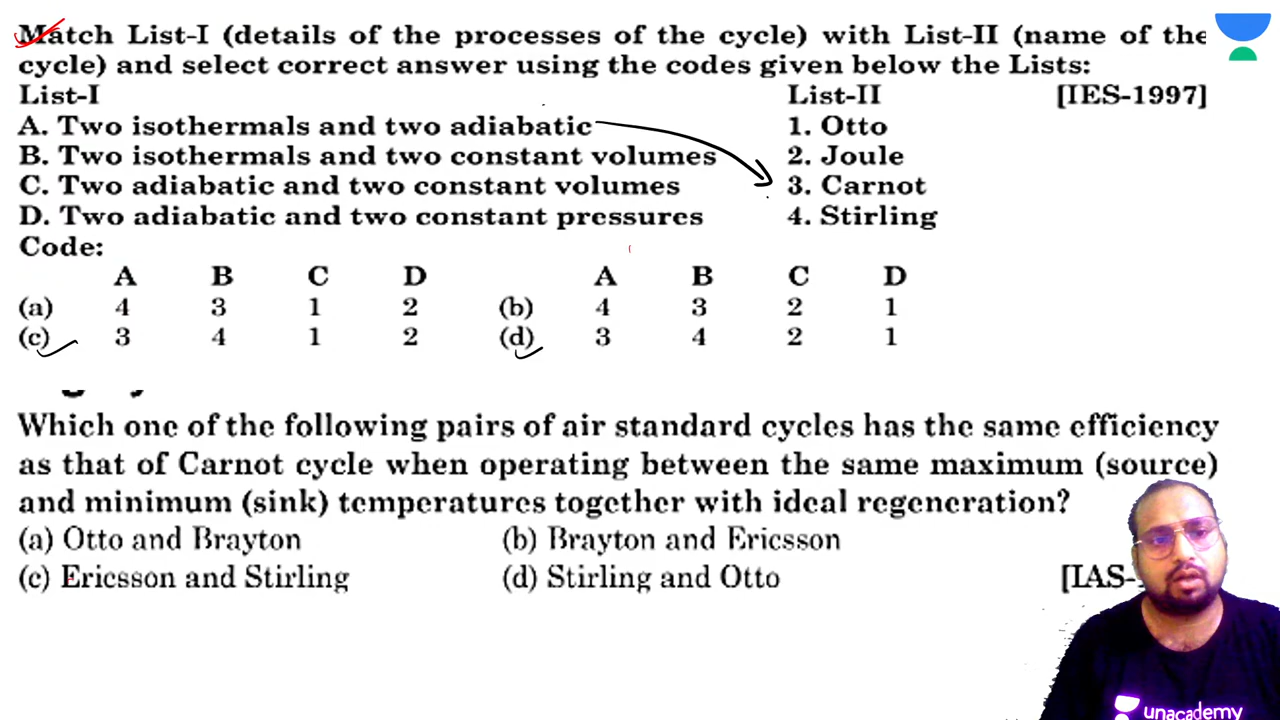 Match List-I (details of the processes of the cycle) with List-II (name of the
cycle) and select correct answer using the codes given below the Lists:
List-I List-II [IES-1997]
A. Two isothermals and two adiabatic 1. Otto
B. Two isothermals and two constant volumes 2. Joule
C. Two adiabatic and two constant volumes 3. Carnot
D. Two adiabatic and two constant pressures 4. Stirling
Code:
A B C D A B C D
(a) 4 3 1 2 (b) 4 3 2 1
(c) 3 4 1 2 (d) 3 4 2 1
Which one of the following pairs of air standard cycles has the same efficiency
as that of Carnot cycle when operating between the same maximum (source)
and minimum (sink) temperatures together with ideal regeneration?
(a) Otto and Brayton (b) Brayton and Ericsson
(c) Ericsson and Stirling (d) Stirling and Otto
[IAS-
unacademy